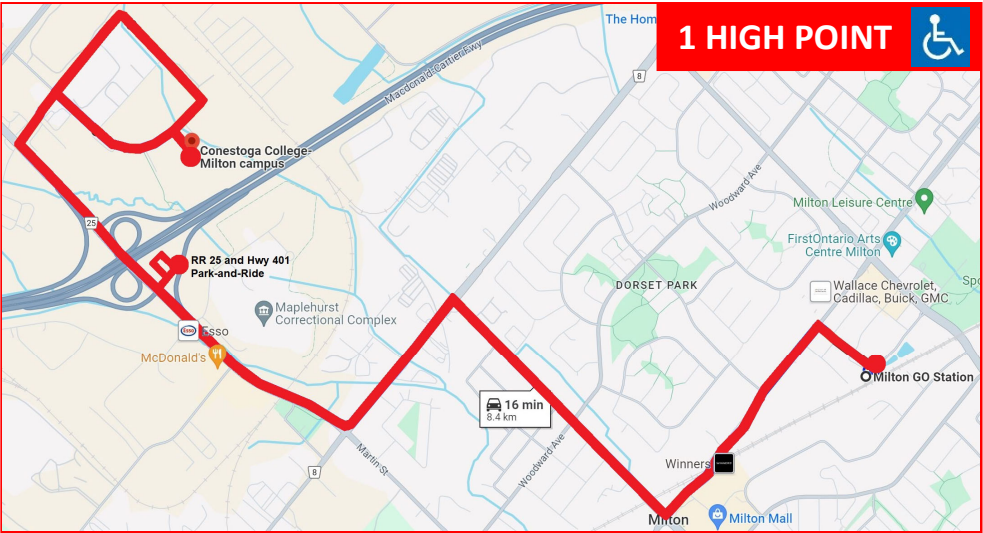 The Hom
1 HIGH POINT
8
Macdonald-Cartier Fwy
Conestoga College-
Milton campus
25
RR 25 and Hwy 401
Park-and-Ride
Maplehurst
Correctional Complex
Esso
Esso
McDonald's
Woodward Ave
Milton Leisure Centre
FirstOntario Arts
Centre Milton
DORSET PARK
Wallace Chevrolet,
Cadillac, Buick, GMC
Spo
Milton GO Station
16 min
8.4 km
Martin St
8
Woodward Ave
Winners
Milton
Milton Mall